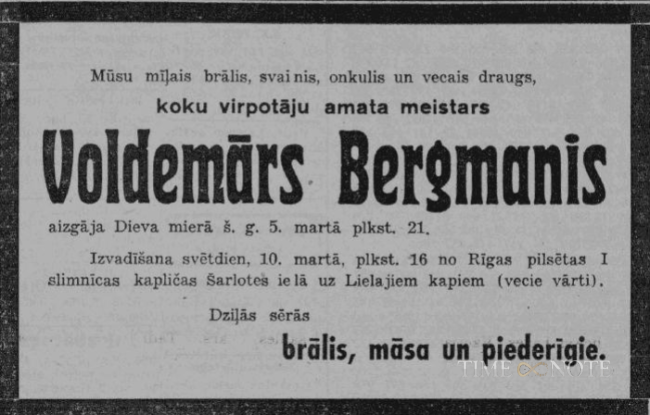 Mūsu mīļais brālis, svainis, onkulis un vecais draugs,
koku virpotāju amata meistars
Voldemārs Bergmanis
aizgāja Dieva mierā š. g. 5. martā plkst. 21.
Izvadīšana svētdien, 10. martā, plkst. 16 no Rīgas pilsētas I
slimnīcas kapličas Šarlotes ielā uz Lielajiem kapiem (vecie vārti).
Dziļās sērās
brālis, māsa un piederīgie.
TIMENOTE